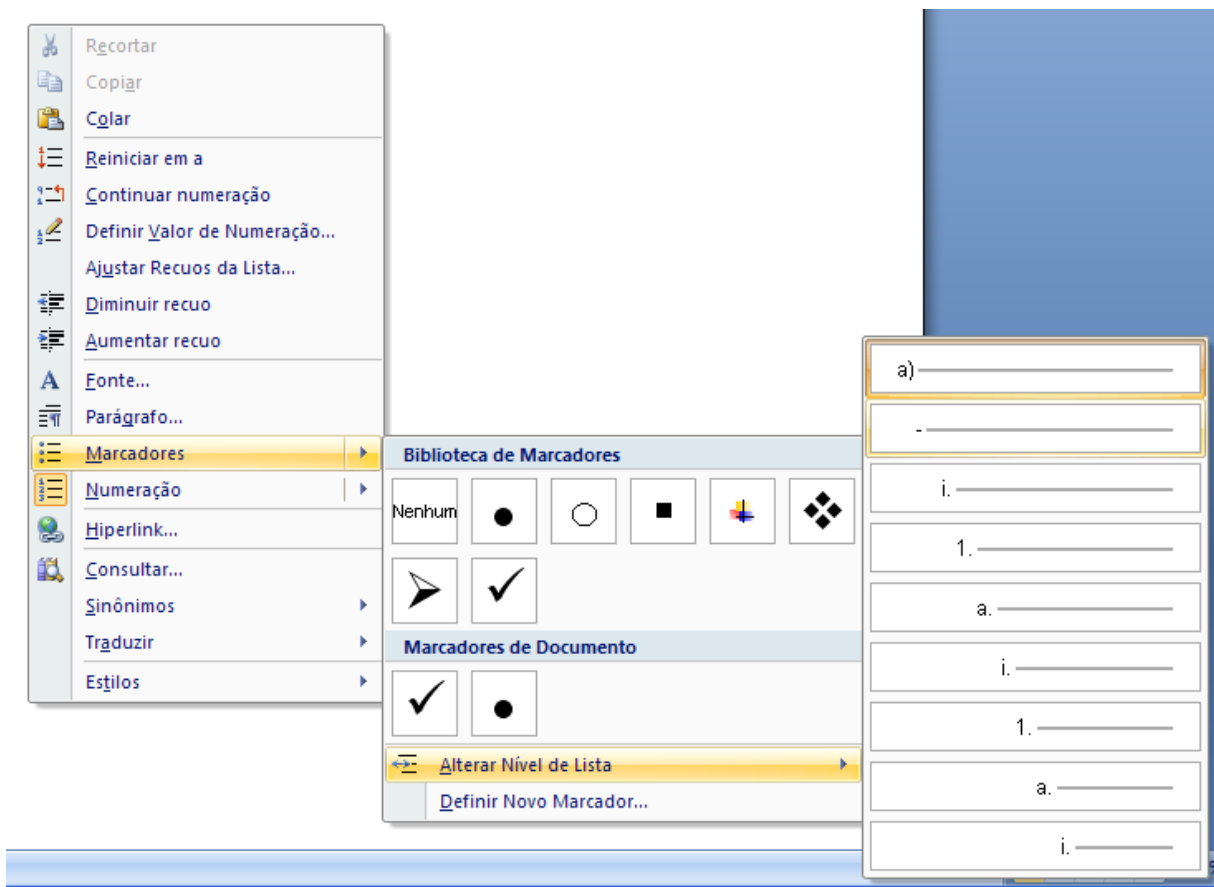 Recortar
Copiar
Colar
Reiniciar em a
Continuar numeração
Definir Valor de Numeração...
Ajustar Recuos da Lista...
Diminuir recuo
Aumentar recuo
Fonte...
Parágrafo...
Marcadores
Numeração
Hiperlink...
Consultar...
Sinônimos
Traduzir
Estilos
Biblioteca de Marcadores
Nenhum
Marcadores de Documento
Alterar Nível de Lista
Definir Novo Marcador...
a)
-
i.
1.
a.
i.
1.
a.
i.